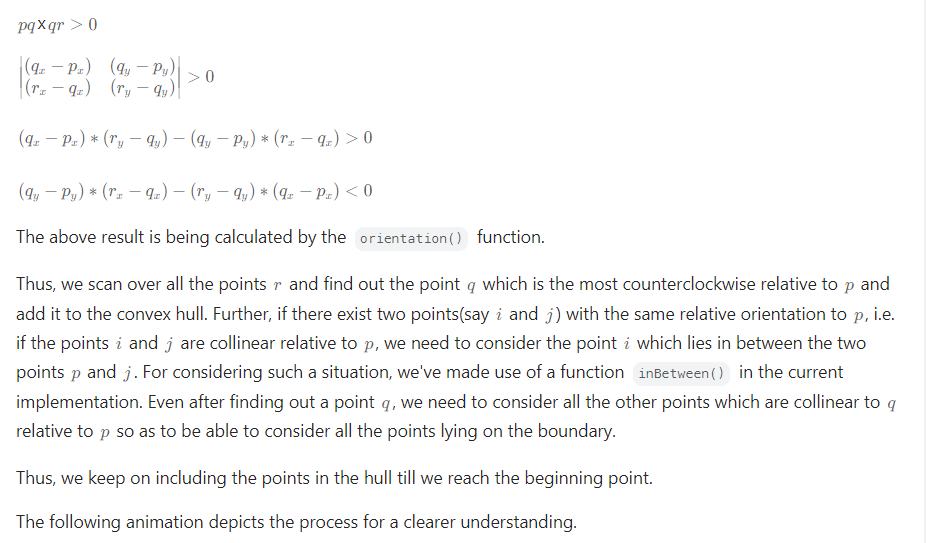 pqXqr > 0
|(q_x − p_x) (q_y − p_y)| > 0
|(r_x − q_x) (r_y − q_y)|
(q_x − p_x) ∗ (r_y − q_y) − (q_y − p_y) ∗ (r_x − q_x) > 0
(q_y − p_y) ∗ (r_x − q_x) − (r_y − q_y) ∗ (q_x − p_x) < 0
The above result is being calculated by the orientation() function.
Thus, we scan over all the points r and find out the point q which is the most counterclockwise relative to p and
add it to the convex hull. Further, if there exist two points(say i and j) with the same relative orientation to p, i.e.
if the points i and j are collinear relative to p, we need to consider the point i which lies in between the two
points p and j. For considering such a situation, we've made use of a function inBetween() in the current
implementation. Even after finding out a point q, we need to consider all the other points which are collinear to q
relative to p so as to be able to consider all the points lying on the boundary.
Thus, we keep on including the points in the hull till we reach the beginning point.
The following animation depicts the process for a clearer understanding.